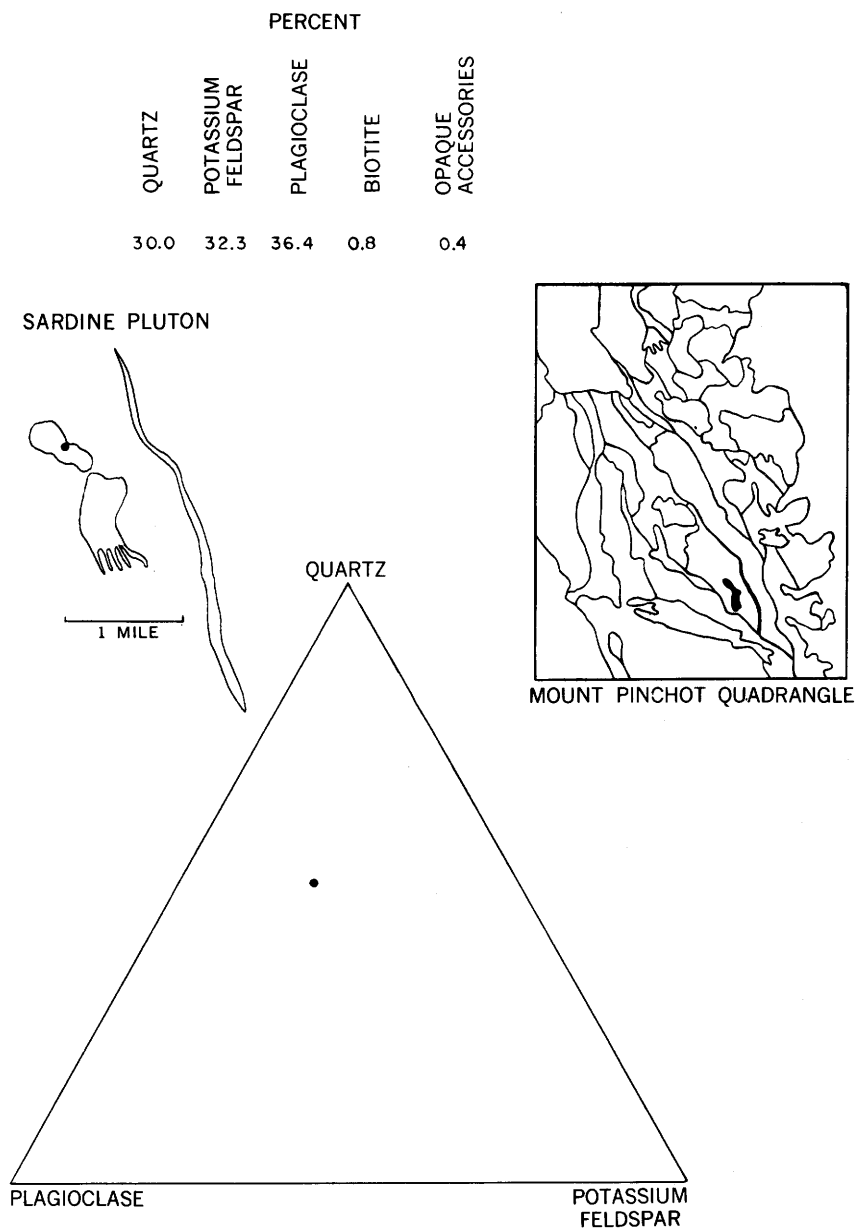 PERCENT
QUARTZ
POTASSIUM
FELDSPAR
PLAGIOCLASE
BIOTITE
OPAQUE
ACCESSORIES
30.0 32.3 36.4 0.8 0.4
SARDINE PLUTON
1 MILE
MOUNT PINCHOT QUADRANGLE
QUARTZ
PLAGIOCLASE
POTASSIUM
FELDSPAR